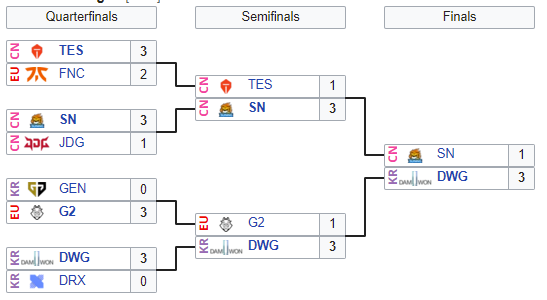 Quarterfinals
Semifinals
Finals
CN TES 3
EU FNC 2
CN SN 3
CN JDG 1
KR GEN 0
EU G2 3
KR DAMWON DWG 3
KR DRX 0
CN TES 1
CN SN 3
EU G2 1
KR DAMWON DWG 3
CN SN 1
KR DAMWON DWG 3